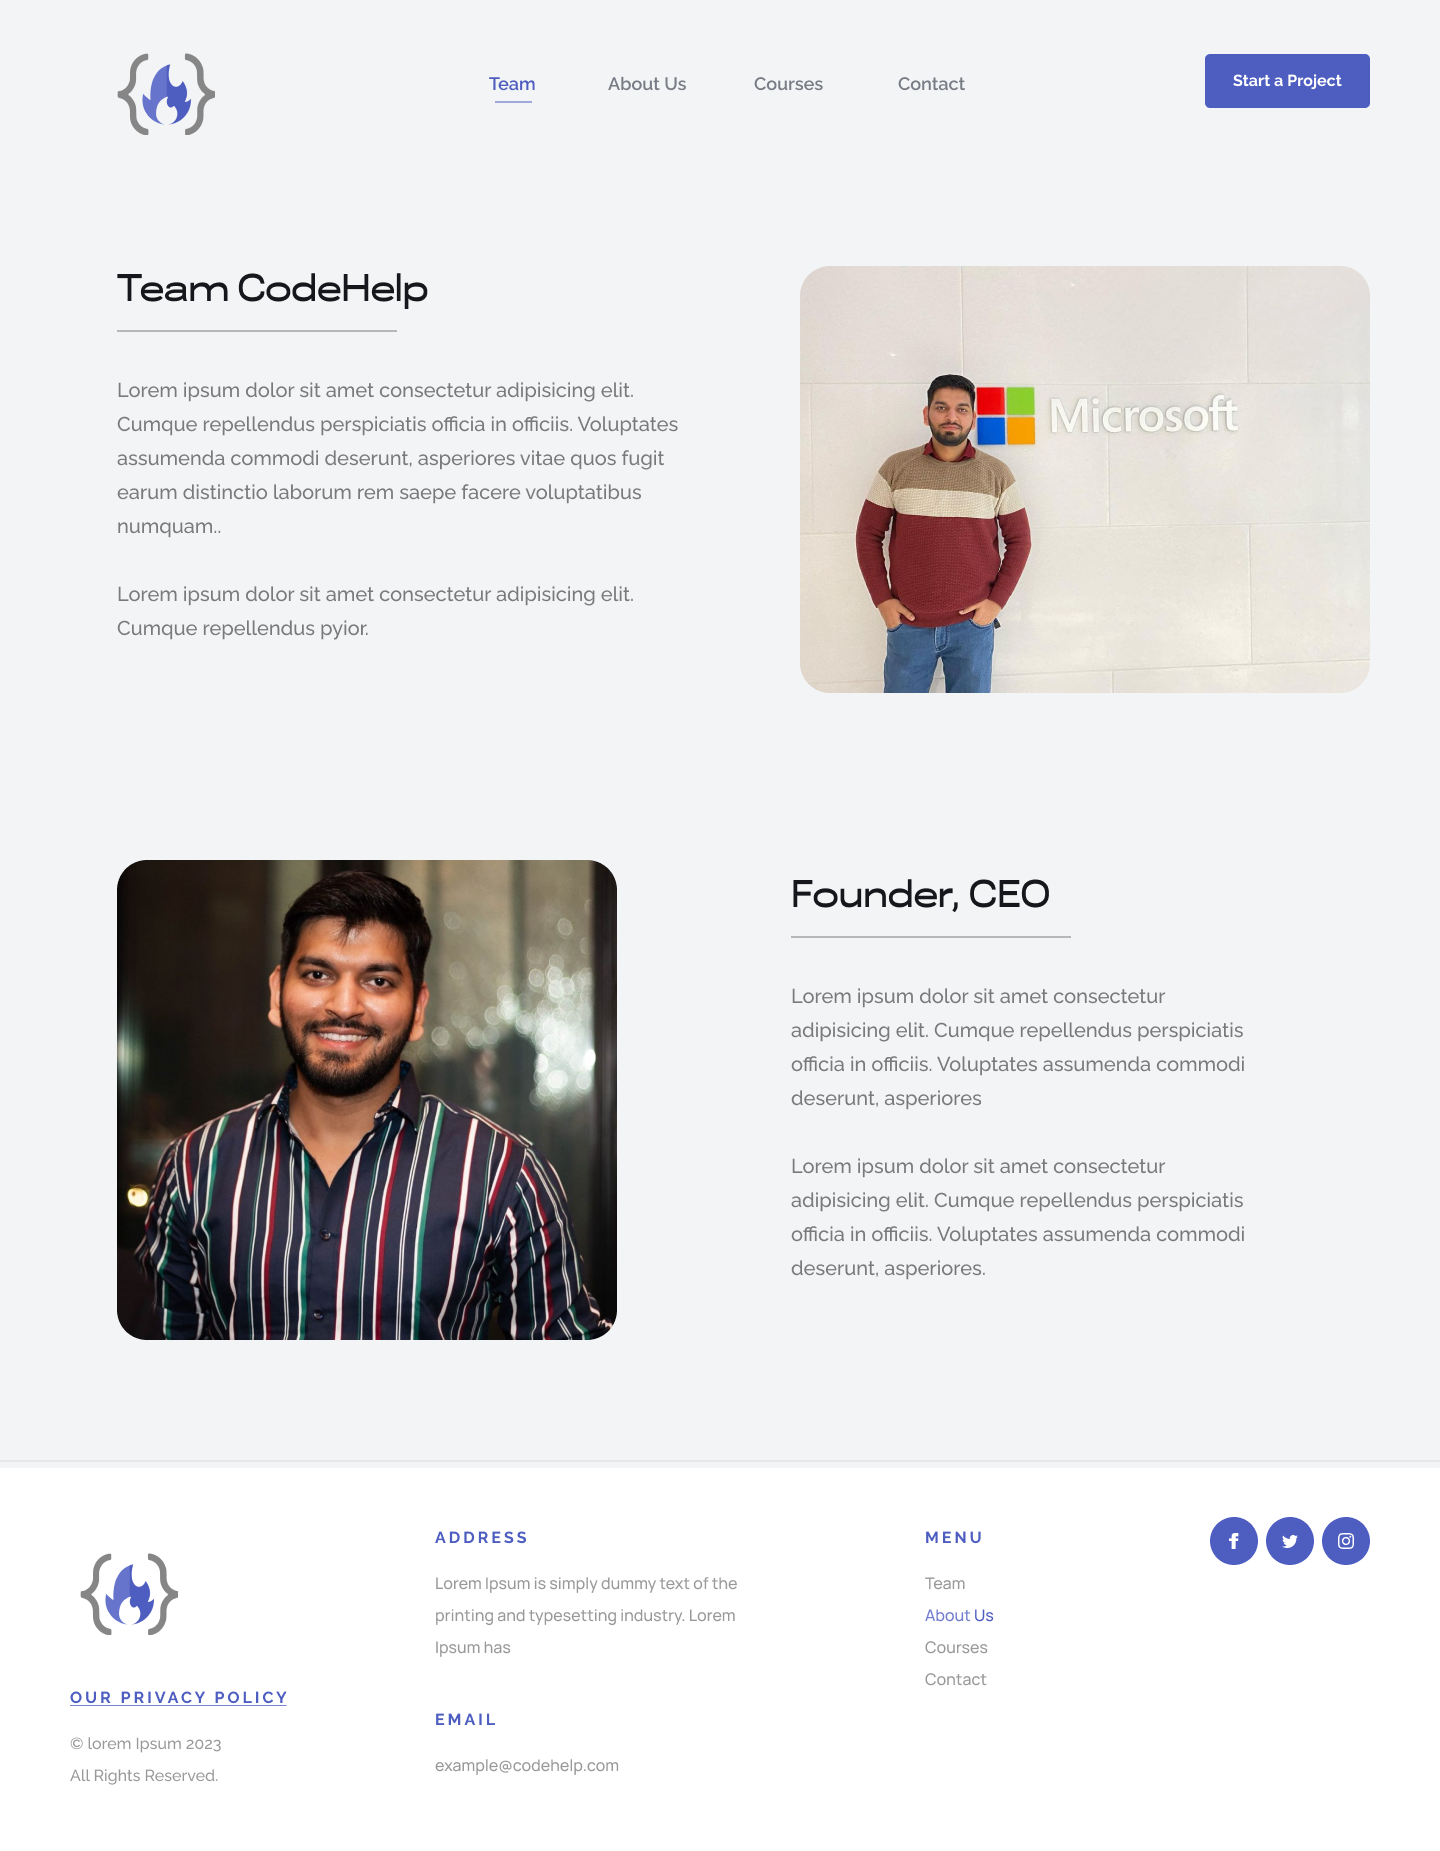 Team
About Us
Courses
Contact
Start a Project
Team CodeHelp
Lorem ipsum dolor sit amet consectetur adipisicing elit.
Cumque repellendus perspiciatis officia in officiis. Voluptates
assumenda commodi deserunt, asperiores vitae quos fugit
earum distinctio laborum rem saepe facere voluptatibus
numquam..
Lorem ipsum dolor sit amet consectetur adipisicing elit.
Cumque repellendus pyior.
Microsoft
Founder, CEO
Lorem ipsum dolor sit amet consectetur
adipisicing elit. Cumque repellendus perspiciatis
officia in officiis. Voluptates assumenda commodi
deserunt, asperiores
Lorem ipsum dolor sit amet consectetur
adipisicing elit. Cumque repellendus perspiciatis
officia in officiis. Voluptates assumenda commodi
deserunt, asperiores.
OUR PRIVACY POLICY
© lorem Ipsum 2023
All Rights Reserved.
ADDRESS
Lorem Ipsum is simply dummy text of the
printing and typesetting industry. Lorem
Ipsum has
EMAIL
example@codehelp.com
MENU
Team
About Us
Courses
Contact